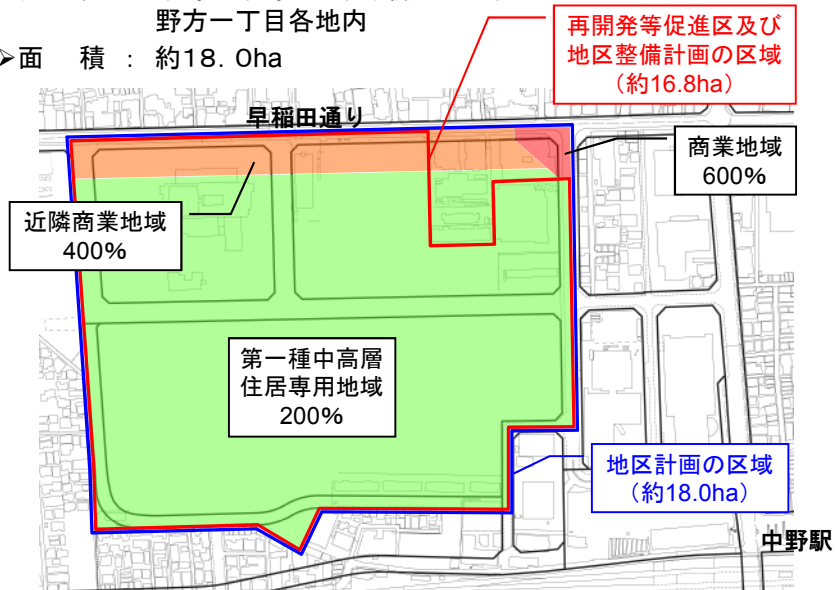 野方一丁目各地内
➢面　積 : 約18．0ha
再開発等促進区及び
地区整備計画の区域
（約16.8ha）
早稲田通り
商業地域
600%
近隣商業地域
400%
第一種中高層
住居専用地域
200%
地区計画の区域
（約18.0ha）
中野駅